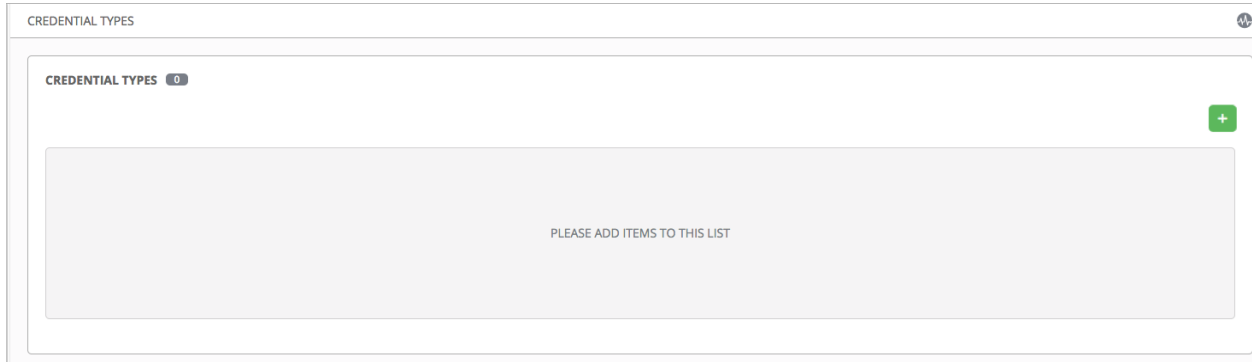 CREDENTIAL TYPES
CREDENTIAL TYPES 0
+
PLEASE ADD ITEMS TO THIS LIST